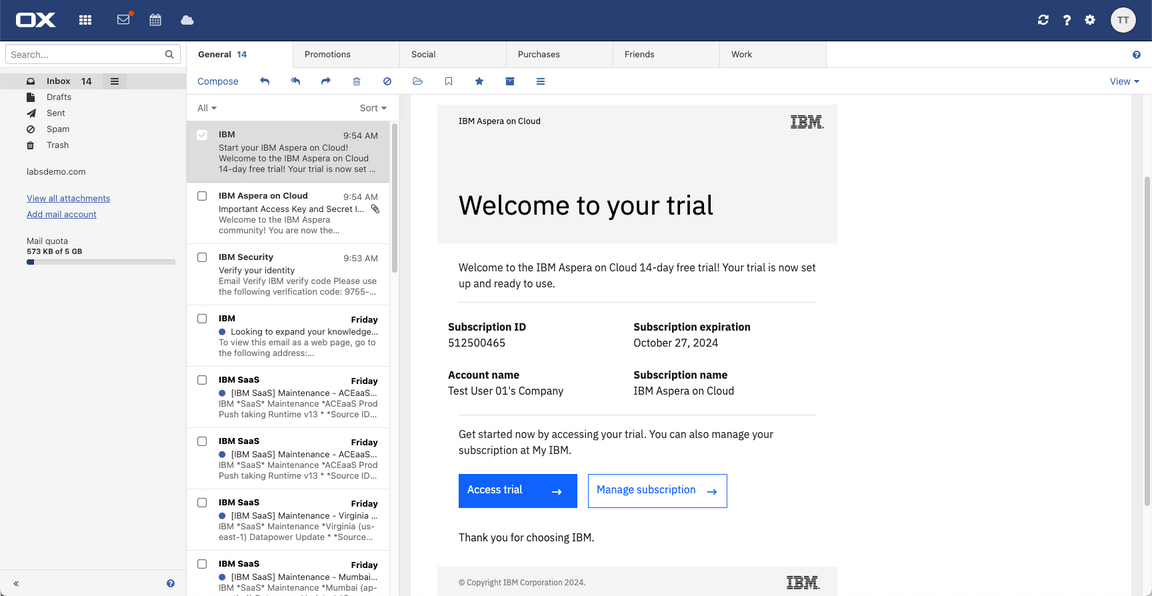 OX
TT
Search...
General 14
Promotions
Social
Purchases
Friends
Work
Inbox 14
Drafts
Sent
Spam
Trash
labsdemo.com
View all attachments
Add mail account
Mail quota
573 KB of 5 GB
Compose
View
All
Sort
IBM 9:54 AM
Start your IBM Aspera on Cloud!
Welcome to the IBM Aspera on Cloud
14-day free trial! Your trial is now set ...
IBM Aspera on Cloud 9:54 AM
Important Access Key and Secret I...
Welcome to the IBM Aspera
community! You are now the...
IBM Security 9:53 AM
Verify your identity
Email Verify IBM verify code Please use
the following verification code: 9755-...
IBM Friday
Looking to expand your knowledge...
To view this email as a web page, go to
the following address:...
IBM SaaS Friday
[IBM SaaS] Maintenance - ACEaaS...
IBM *SaaS* Maintenance *ACEaaS Prod
Push taking Runtime v13 * *Source ID...
IBM SaaS Friday
[IBM SaaS] Maintenance - ACEaaS...
IBM *SaaS* Maintenance *ACEaaS Prod
Push taking Runtime v13 * *Source ID...
IBM SaaS Friday
[IBM SaaS] Maintenance - Virginia ...
IBM *SaaS* Maintenance *Virginia (us-
east-1) Datapower Update * *Source...
IBM SaaS Friday
[IBM SaaS] Maintenance - Mumbai...
IBM *SaaS* Maintenance *Mumbai (ap-
IBM Aspera on Cloud
IBM.
Welcome to your trial
Welcome to the IBM Aspera on Cloud 14-day free trial! Your trial is now set
up and ready to use.
Subscription ID
512500465
Subscription expiration
October 27, 2024
Account name
Test User 01's Company
Subscription name
IBM Aspera on Cloud
Get started now by accessing your trial. You can also manage your
subscription at My IBM.
Access trial →
Manage subscription →
Thank you for choosing IBM.
© Copyright IBM Corporation 2024.
IBM.